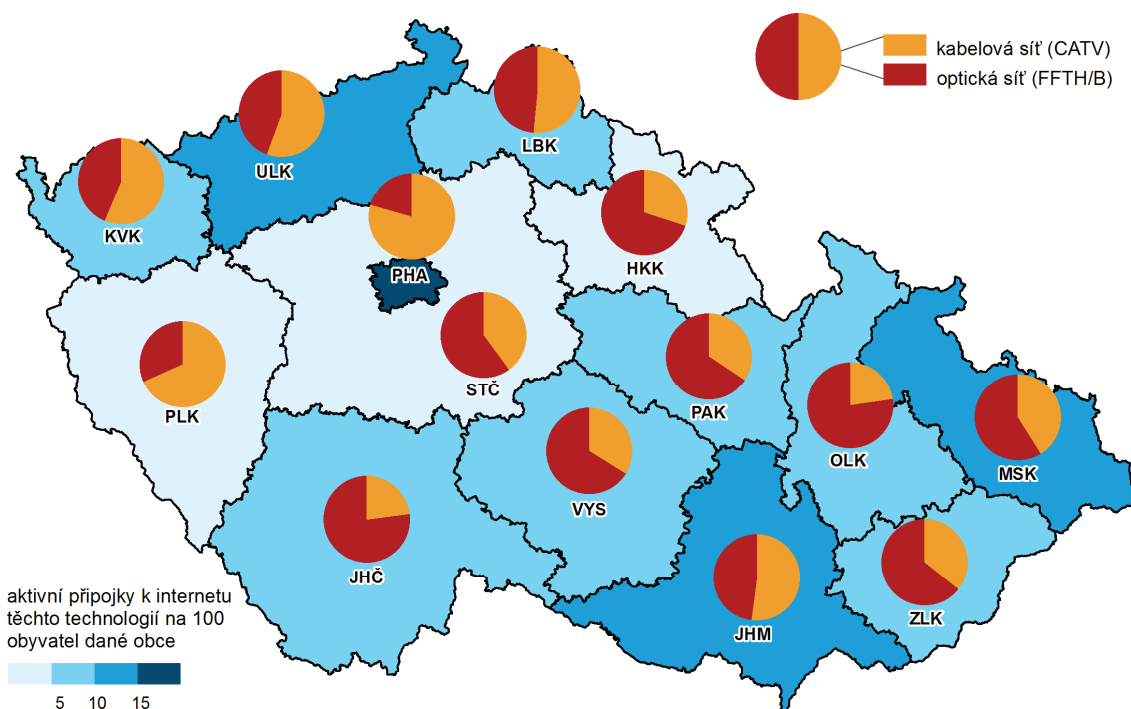 kabelová síť (CATV)
optická síť (FFTH/B)
LBK
ULK
KVK
HKK
PHA
STČ
PLK
PAK
OLK
MSK
VYS
JHČ
ZLK
JHM
aktivní připojky k internetu
těchto technologií na 100
obyvatel dané obce
5 10 15